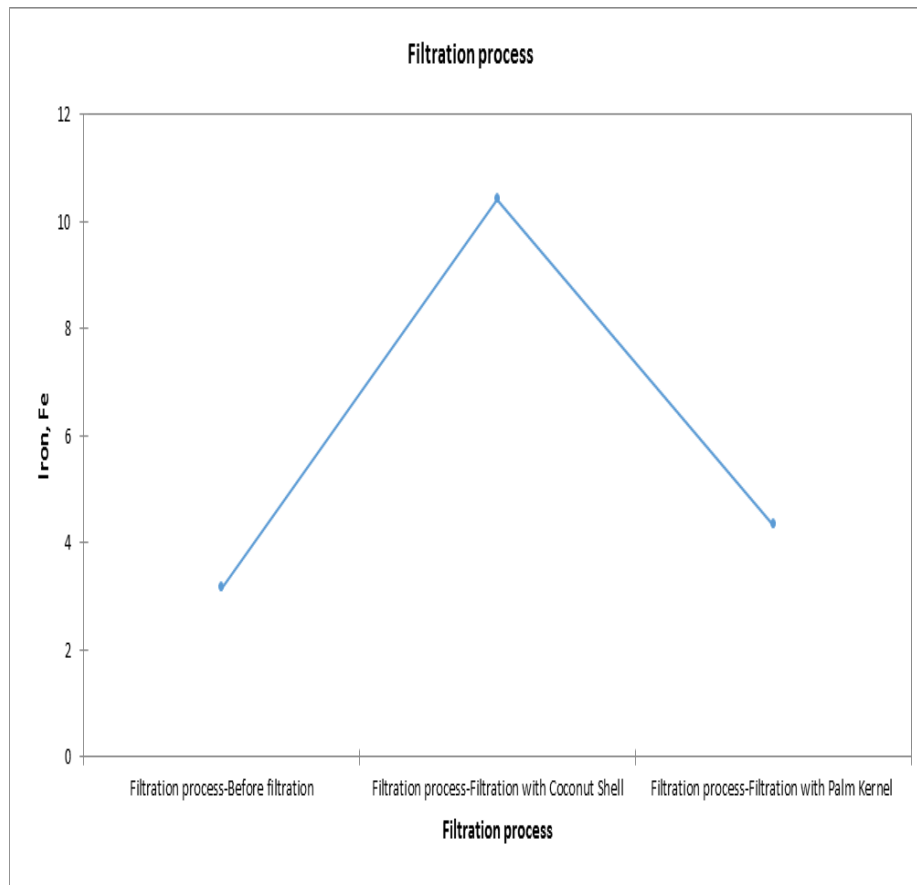 Filtration process
12
10
8
6
4
2
0
Iron, Fe
Filtration process-Before filtration
Filtration process-Filtration with Coconut Shell
Filtration process-Filtration with Palm Kernel
Filtration process